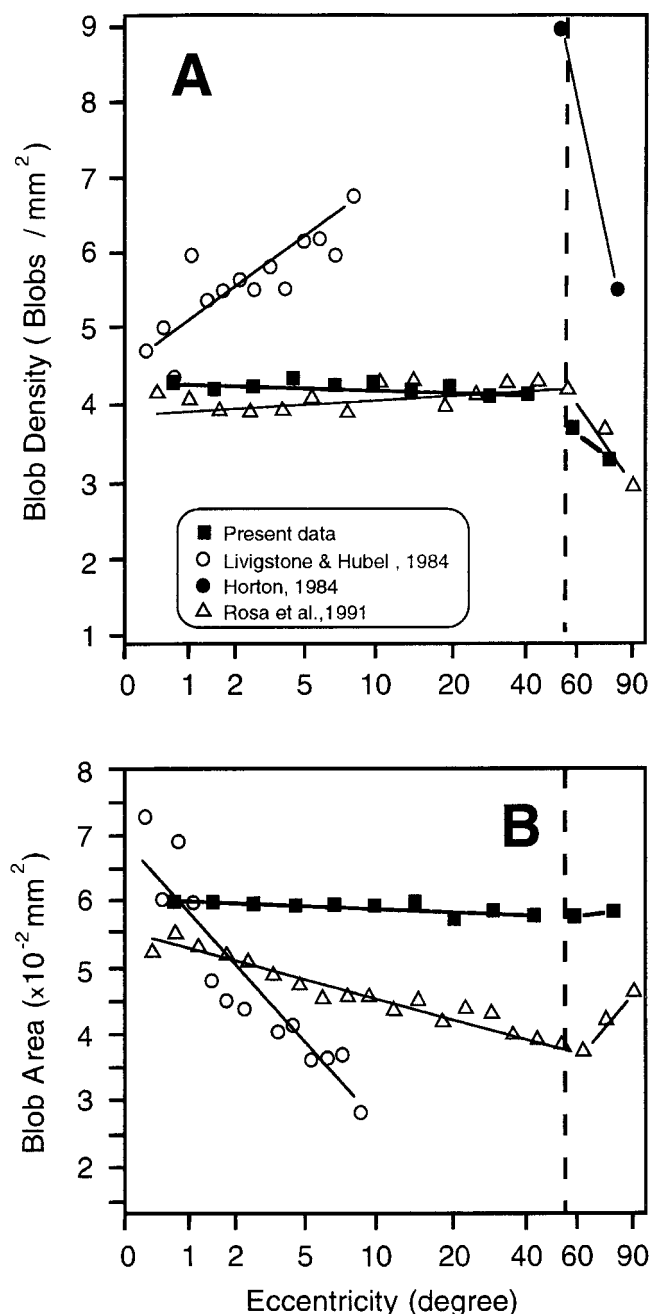 A
Blob Density ( Blobs / mm²)
9
8
7
6
5
4
3
2
1
Present data
Livigstone & Hubel , 1984
Horton, 1984
Rosa et al.,1991
0 1 2 5 10 20 40 60 90
B
Blob Area (x10⁻² mm²)
8
7
6
5
4
3
2
0 1 2 5 10 20 40 60 90
Eccentricity (degree)